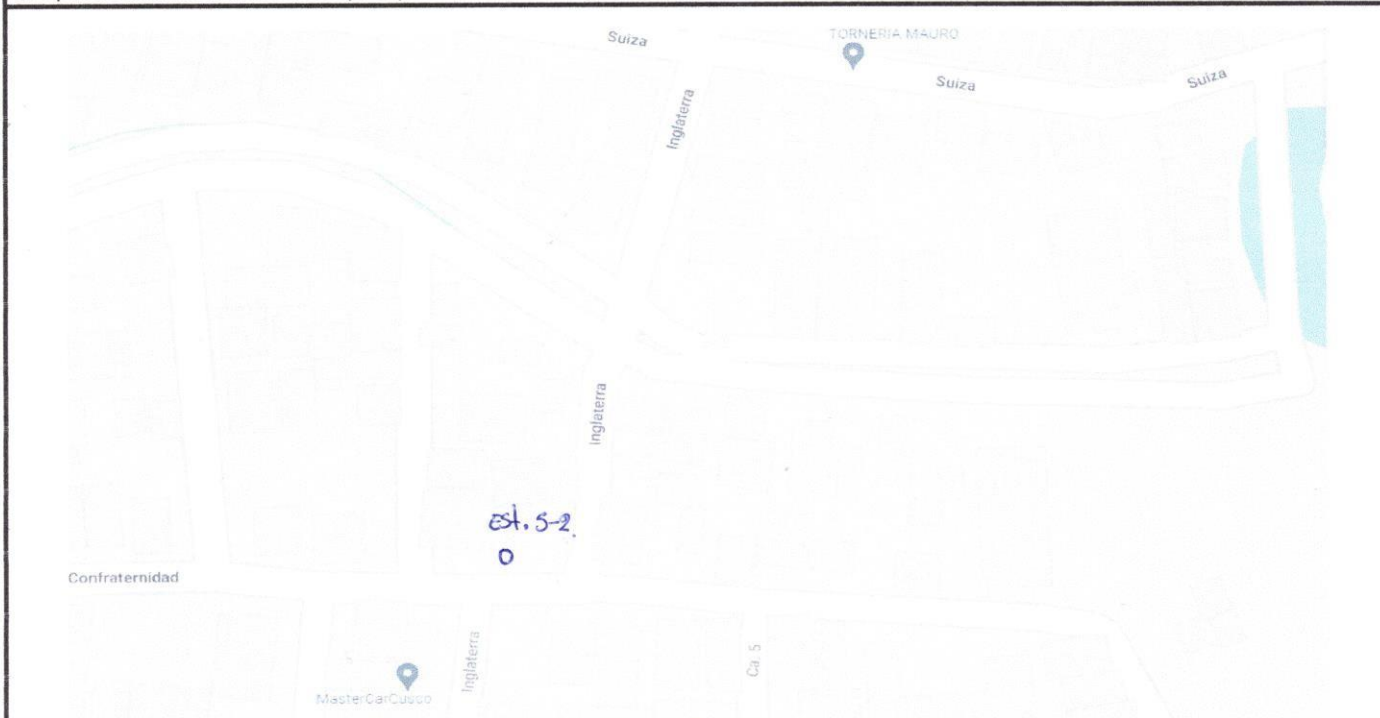 Suiza
TORNERIA MAURO
Suiza
Suiza
Inglaterra
Inglaterra
Est. 5-2.
Confraternidad
Inglaterra
Ca. 5
MasterCarCusco